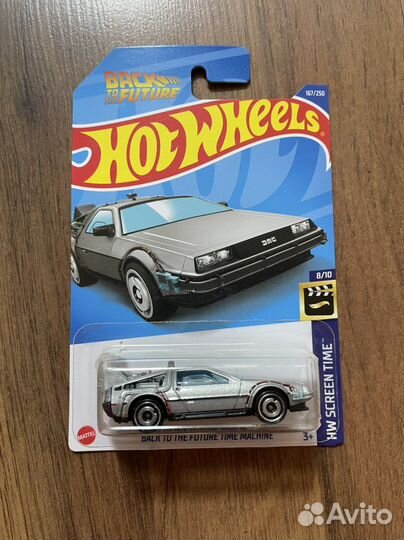 BACK
TO THE
FUTURE
167/250
HOT WHEELS
DMC
8/10
HW SCREEN TIME™
BACK TO THE FUTURE TIME MACHINE
MATTEL
3+
Avito